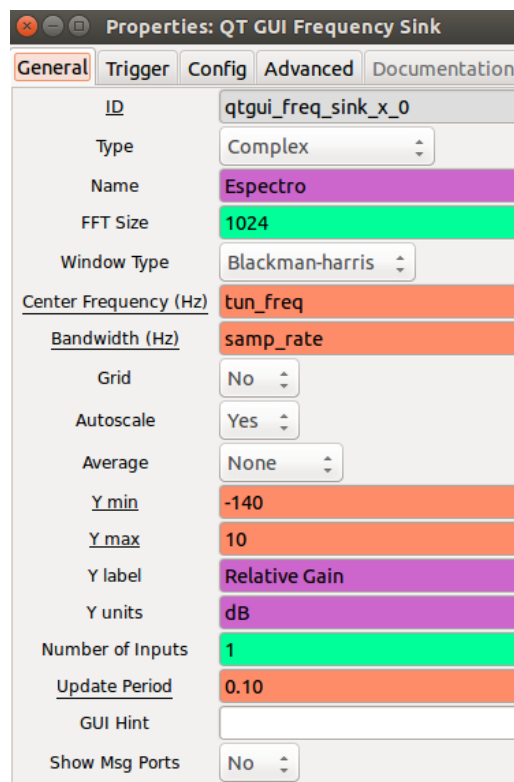 Properties: QT GUI Frequency Sink
General Trigger Config Advanced Documentation
ID qtgui_freq_sink_x_0
Type Complex
Name Espectro
FFT Size 1024
Window Type Blackman-harris
Center Frequency (Hz) tun_freq
Bandwidth (Hz) samp_rate
Grid No
Autoscale Yes
Average None
Y min -140
Y max 10
Y label Relative Gain
Y units dB
Number of Inputs 1
Update Period 0.10
GUI Hint
Show Msg Ports No